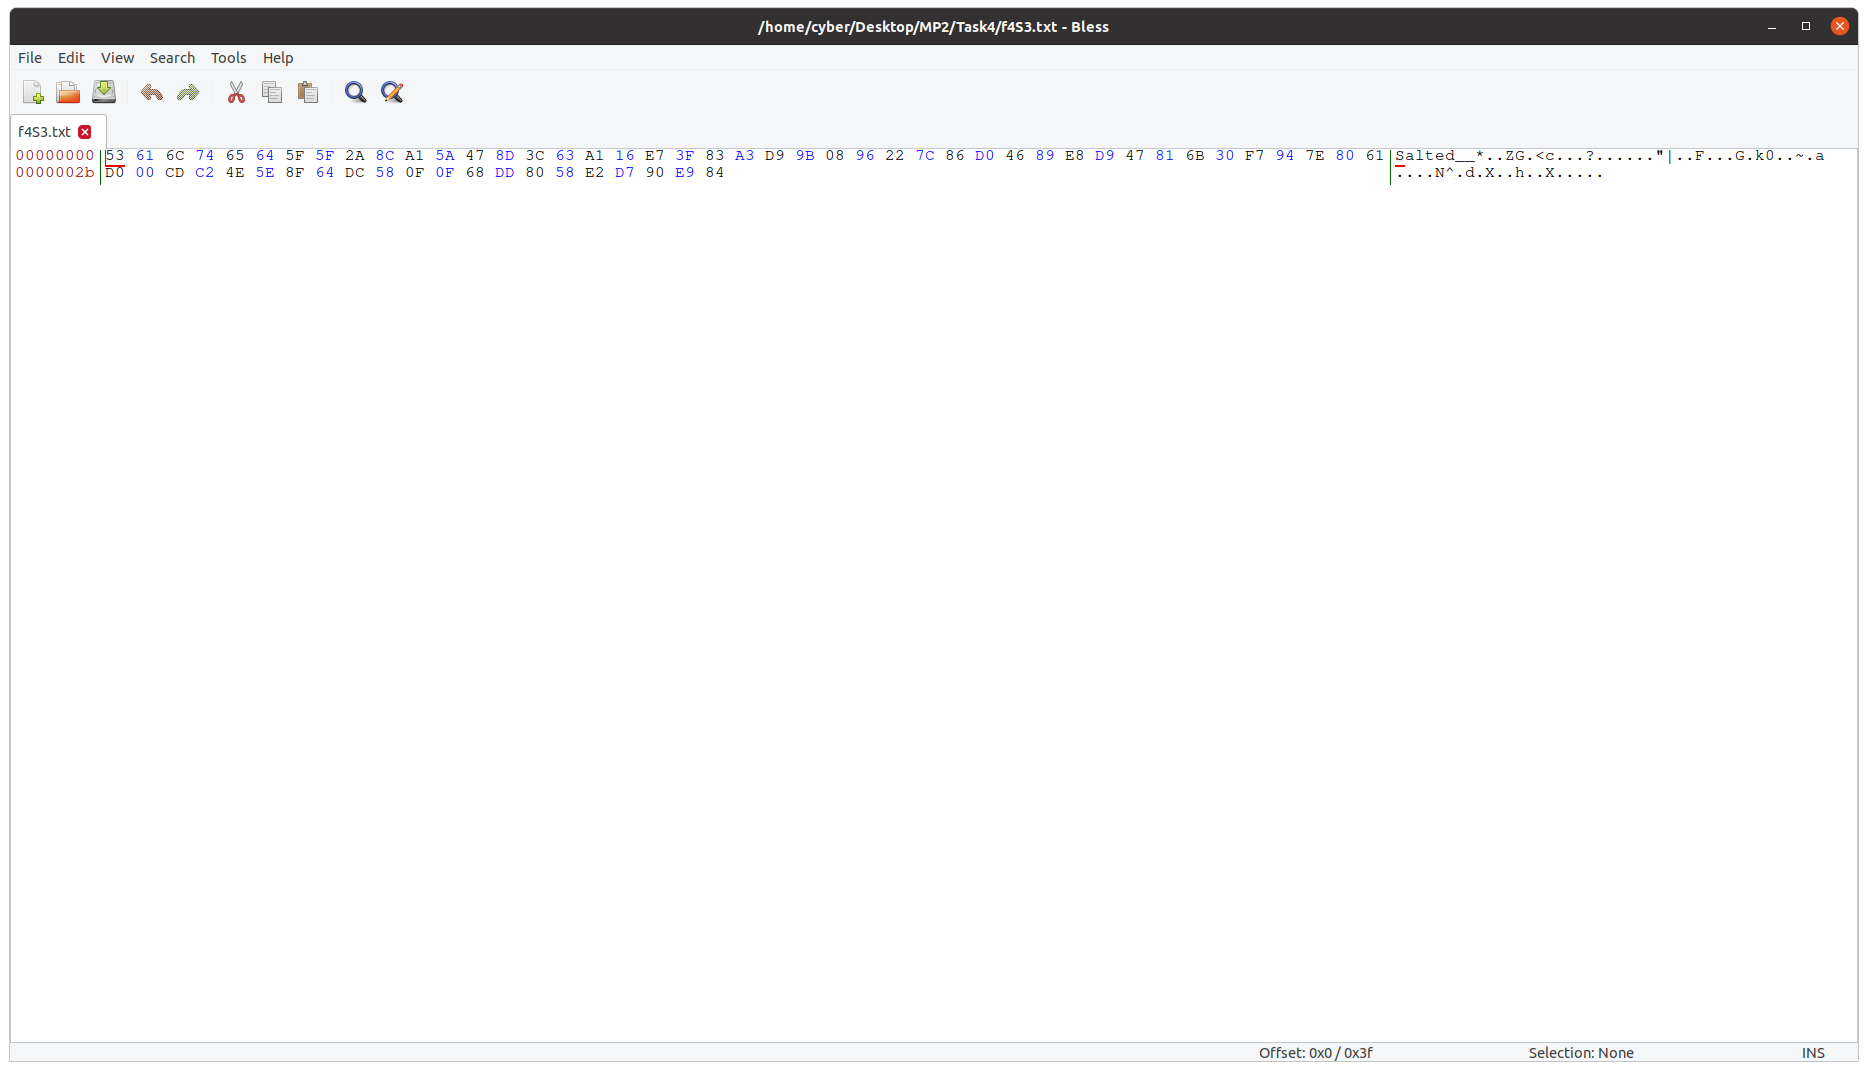 /home/cyber/Desktop/MP2/Task4/f4S3.txt - Bless
File Edit View Search Tools Help
f4S3.txt
00000000 53 61 6C 74 65 64 5F 5F 2A 8C A1 5A 47 8D 3C 63 A1 16 E7 3F 83 A3 D9 9B 08 96 22 7C 86 D0 46 89 E8 D9 47 81 6B 30 F7 94 7E 80 61 Salted__*..ZG.<c...?......"|..F...G.k0..~.a
0000002b D0 00 CD C2 4E 5E 8F 64 DC 58 0F 0F 68 DD 80 58 E2 D7 90 E9 84 ....N^.d.X..h..X.....
Offset: 0x0 / 0x3f Selection: None INS